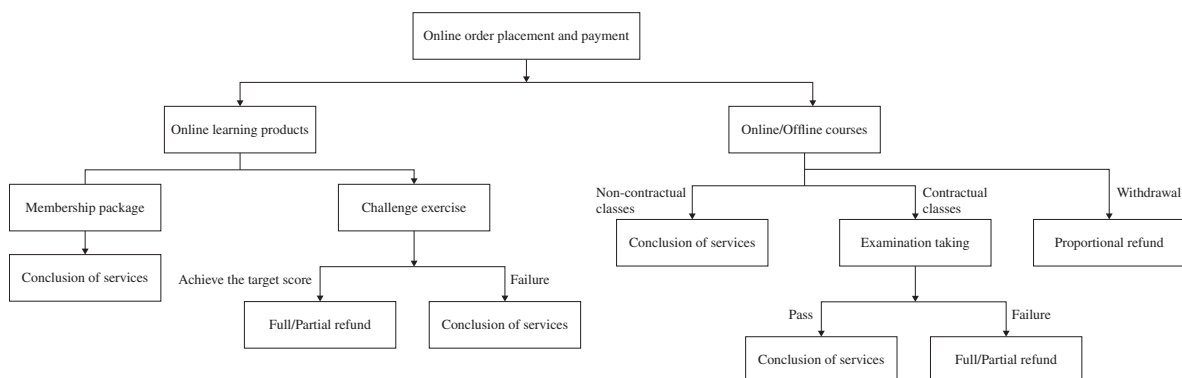 Online order placement and payment
Online learning products
Online/Offline courses
Membership package
Challenge exercise
Non-contractual
classes
Contractual
classes
Withdrawal
Conclusion of services
Examination taking
Proportional refund
Conclusion of services
Achieve the target score
Failure
Full/Partial refund
Conclusion of services
Pass
Failure
Conclusion of services
Full/Partial refund